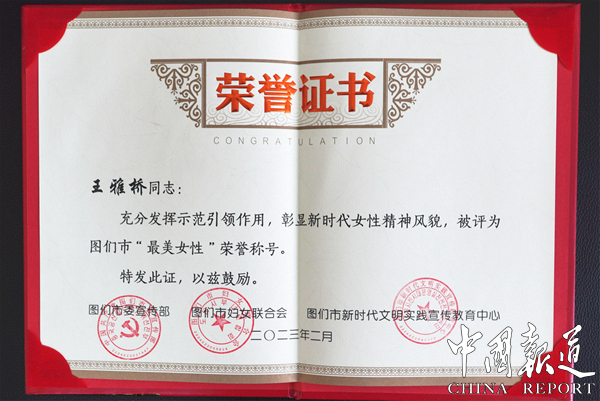 荣誉证书
CONGRATULATION
王雅桥同志：
充分发挥示范引领作用，彰显新时代女性精神风貌，被评为
图们市“最美女性”荣誉称号。
特发此证，以兹鼓励。
图们市委宣传部 图们市妇女联合会 图们市新时代文明实践宣传教育中心
二〇二三年二月
中国报道
CHINA REPORT